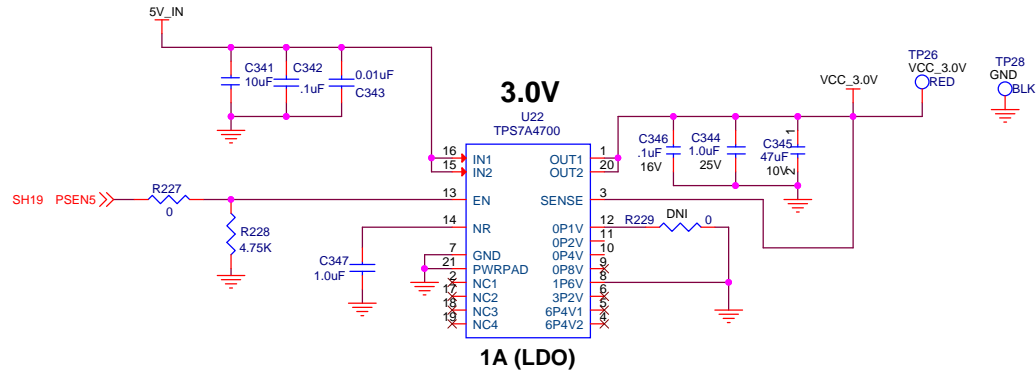 5V_IN
C341
10uF
C342
.1uF
0.01uF
C343
3.0V
U22
TPS7A4700
VCC_3.0V
TP26
VCC_3.0V
RED
TP28
GND
BLK
16
IN1
15
IN2
OUT1
1
OUT2
20
C346
.1uF
16V
C344
1.0uF
25V
1
C345
47uF
10V
2
SH19
PSEN5
R227
0
13
EN
SENSE
3
R228
4.75K
14
NR
0P1V
12
R229
DNI
0
0P2V
11
7
GND
0P4V
10
21
PWRPAD
0P8V
9
C347
1.0uF
2
NC1
1P6V
8
17
NC2
3P2V
6
18
NC3
6P4V1
5
19
NC4
6P4V2
4
1A (LDO)